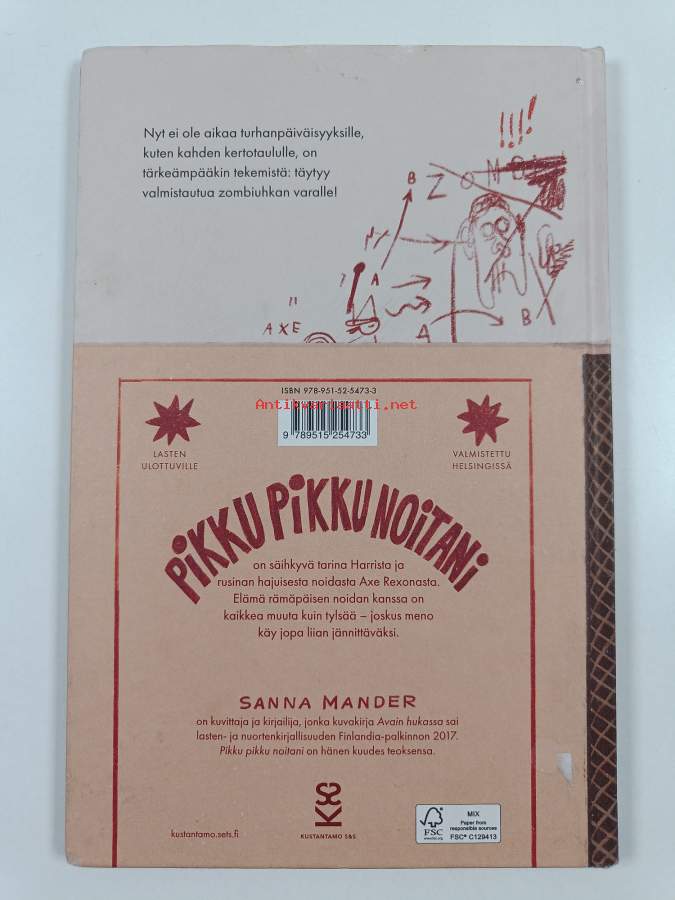 Nyt ei ole aikaa turhanpäiväisyyksille,
kuten kahden kertotaululle, on
tärkeämpääkin tekemistä: täytyy
valmistautua zombiuhkan varalle!
!!!!
B
A
A
B
AXE
ISBN 978-951-52-5473-3
Antikvariaatti.net
9 789515 254733
LASTEN
ULOTTUVILLE
VALMISTETTU
HELSINGISSÄ
PIKKU PIKKU NOITANI
on säihkyvä tarina Harrista ja
rusinan hajuisesta noidasta Axe Rexonasta.
Elämä rämäpäisen noidan kanssa on
kaikkea muuta kuin tylsää – joskus meno
käy jopa liian jännittäväksi.
SANNA MANDER
on kuvittaja ja kirjailija, jonka kuvakirja Avain hukassa sai
lasten- ja nuortenkirjallisuuden Finlandia-palkinnon 2017.
Pikku pikku noitani on hänen kuudes teoksensa.
K&S
KUSTANTAMO S&S
kustantamo.sets.fi
FSC
www.fsc.org
MIX
Paper from
responsible sources
FSC® C129413